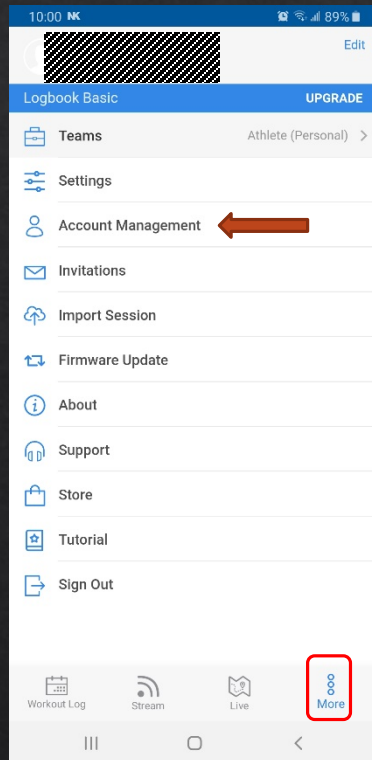 10:00 NK 89%
Edit
Logbook Basic UPGRADE
Teams Athlete (Personal) >
Settings
Account Management
Invitations
Import Session
Firmware Update
About
Support
Store
Tutorial
Sign Out
Workout Log Stream Live More